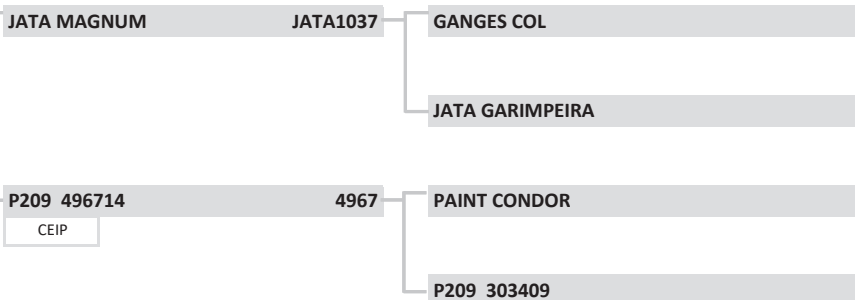 JATA MAGNUM JATA1037 GANGES COL
JATA GARIMPEIRA
P209 496714 4967 PAINT CONDOR
CEIP
P209 303409